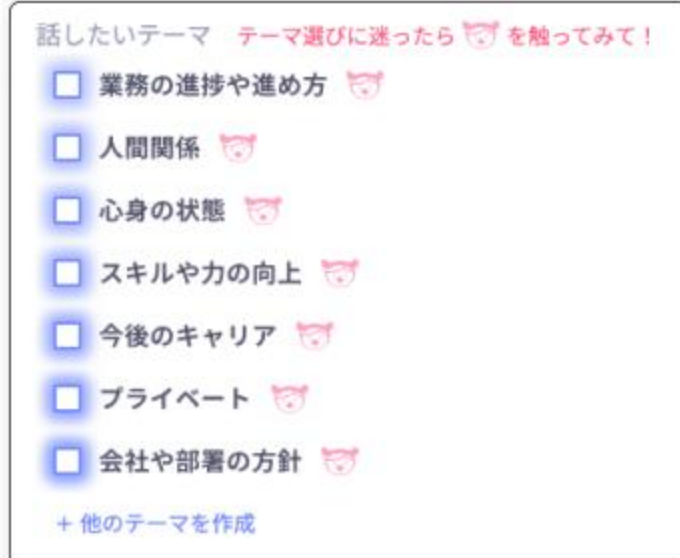 話したいテーマ テーマ選びに迷ったら を触ってみて！
業務の進捗や進め方
人間関係
心身の状態
スキルや力の向上
今後のキャリア
プライベート
会社や部署の方針
+ 他のテーマを作成